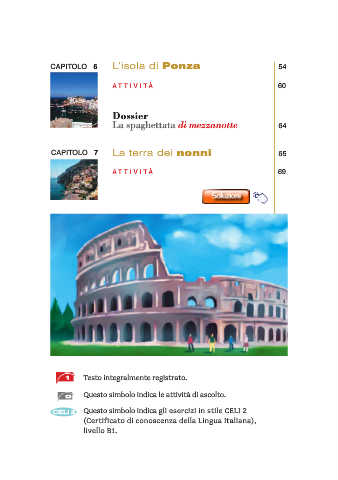 CAPITOLO 6 L'isola di Ponza 54
ATTIVITÀ 60
Dossier
La spaghettata di mezzanotte 64
CAPITOLO 7 La terra dei nonni 65
ATTIVITÀ 69
Soluzioni
1 Testo integralmente registrato.
Questo simbolo indica le attività di ascolto.
CELI 2 Questo simbolo indica gli esercizi in stile CELI 2
(Certificato di conoscenza della Lingua Italiana),
livello B1.